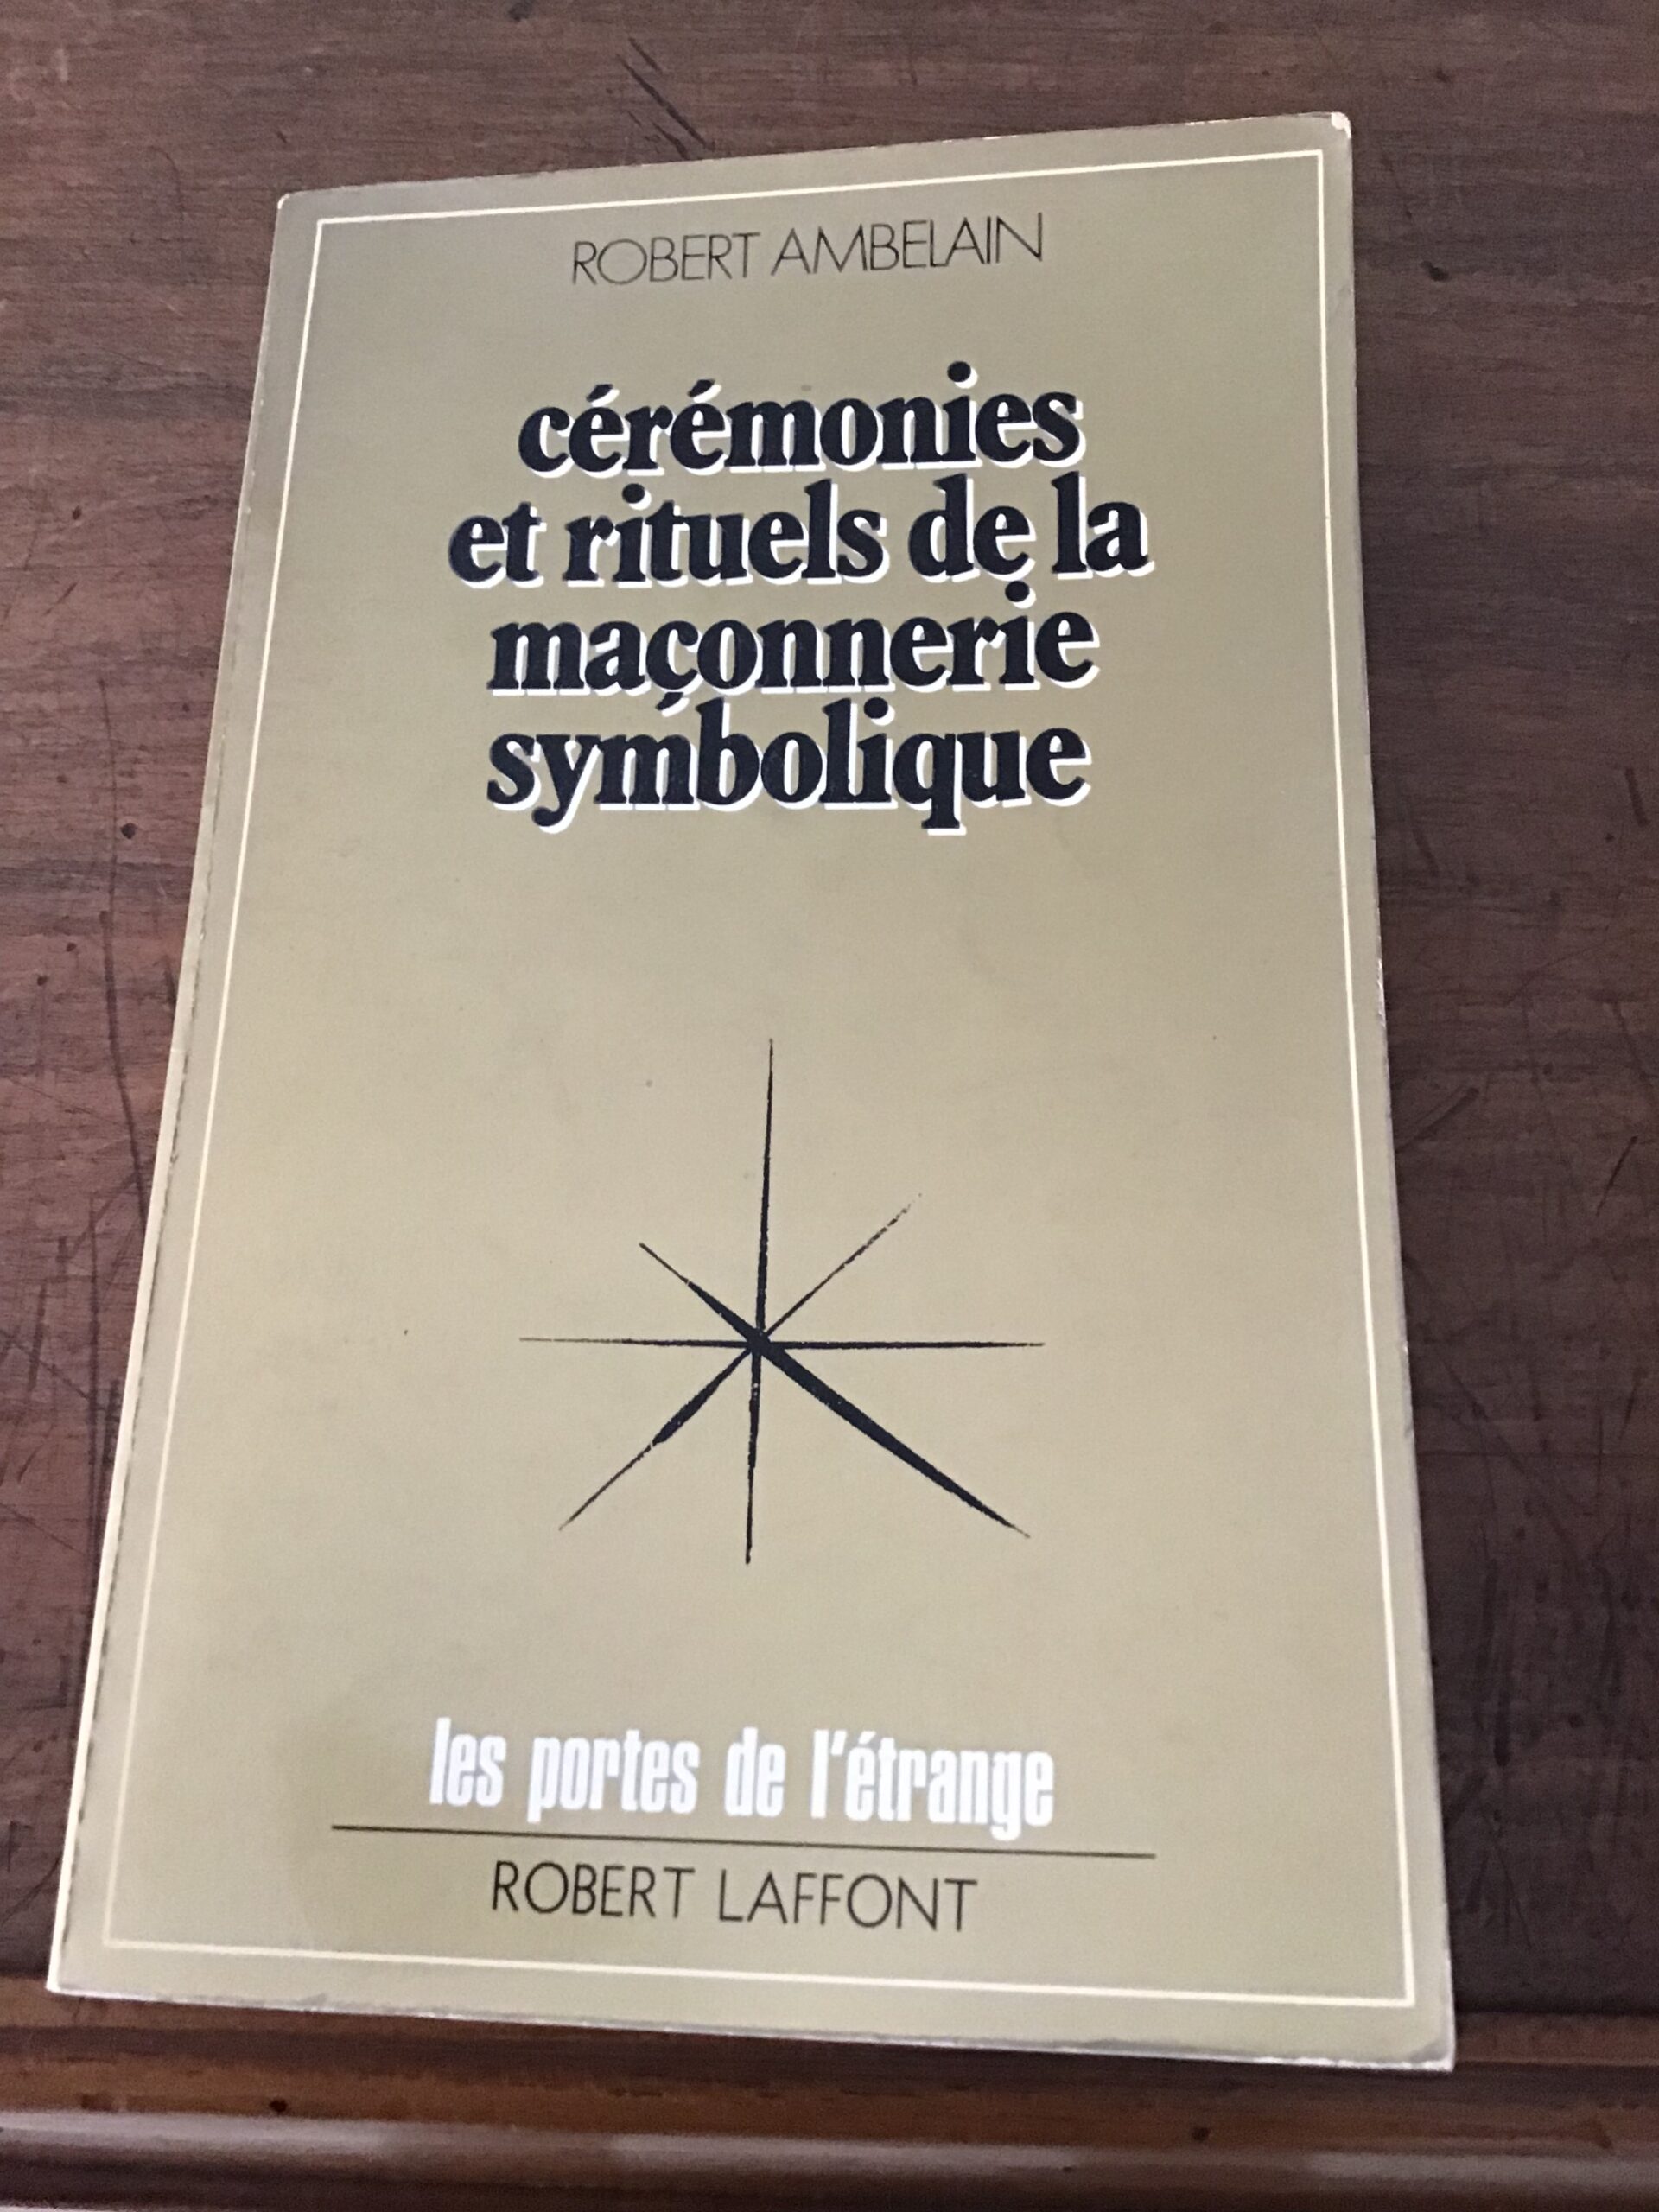 ROBERT AMBELAIN
cérémonies
et rituels de la
maçonnerie
symbolique
les portes de l'étrange
ROBERT LAFFONT